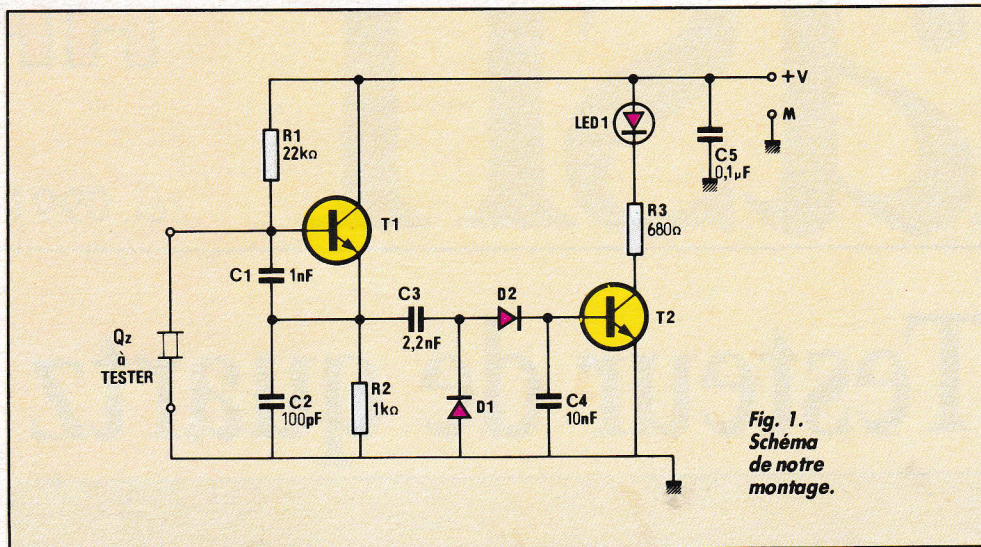 +V
M
LED1
C5
0,1µF
R1
22kΩ
T1
R3
680Ω
C1
1nF
C3
2,2nF
D2
T2
Qz
à
TESTER
C2
100pF
R2
1kΩ
D1
C4
10nF
Fig. 1.
Schéma
de notre
montage.